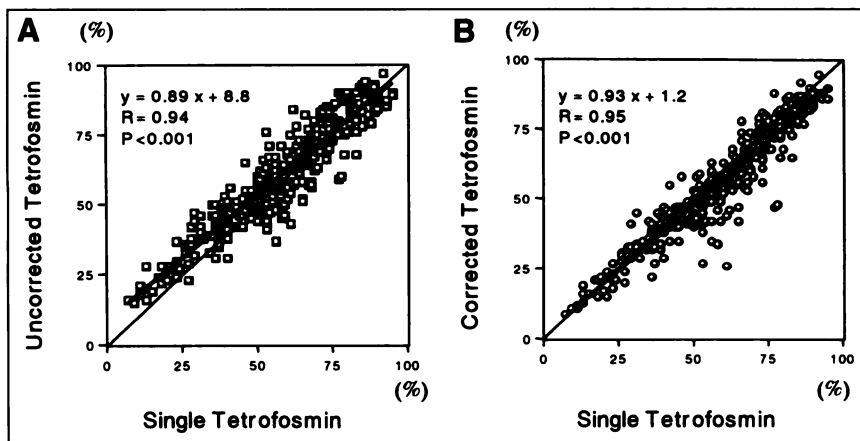 A (%)
100
75
50
25
0
y = 0.89 x + 8.8
R = 0.94
P<0.001
Uncorrected Tetrofosmin
0 25 50 75 100
(%)
Single Tetrofosmin
B (%)
100
75
50
25
0
y = 0.93 x + 1.2
R = 0.95
P<0.001
Corrected Tetrofosmin
0 25 50 75 100
(%)
Single Tetrofosmin